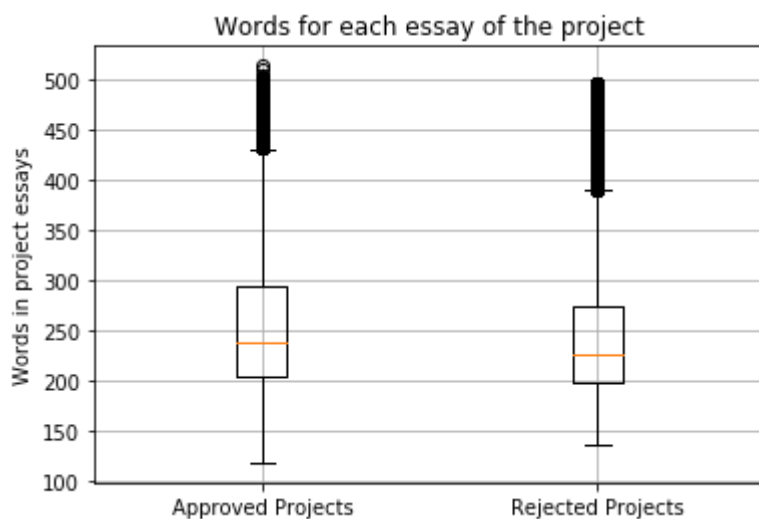 Words for each essay of the project
Words in project essays
500
450
400
350
300
250
200
150
100
Approved Projects
Rejected Projects